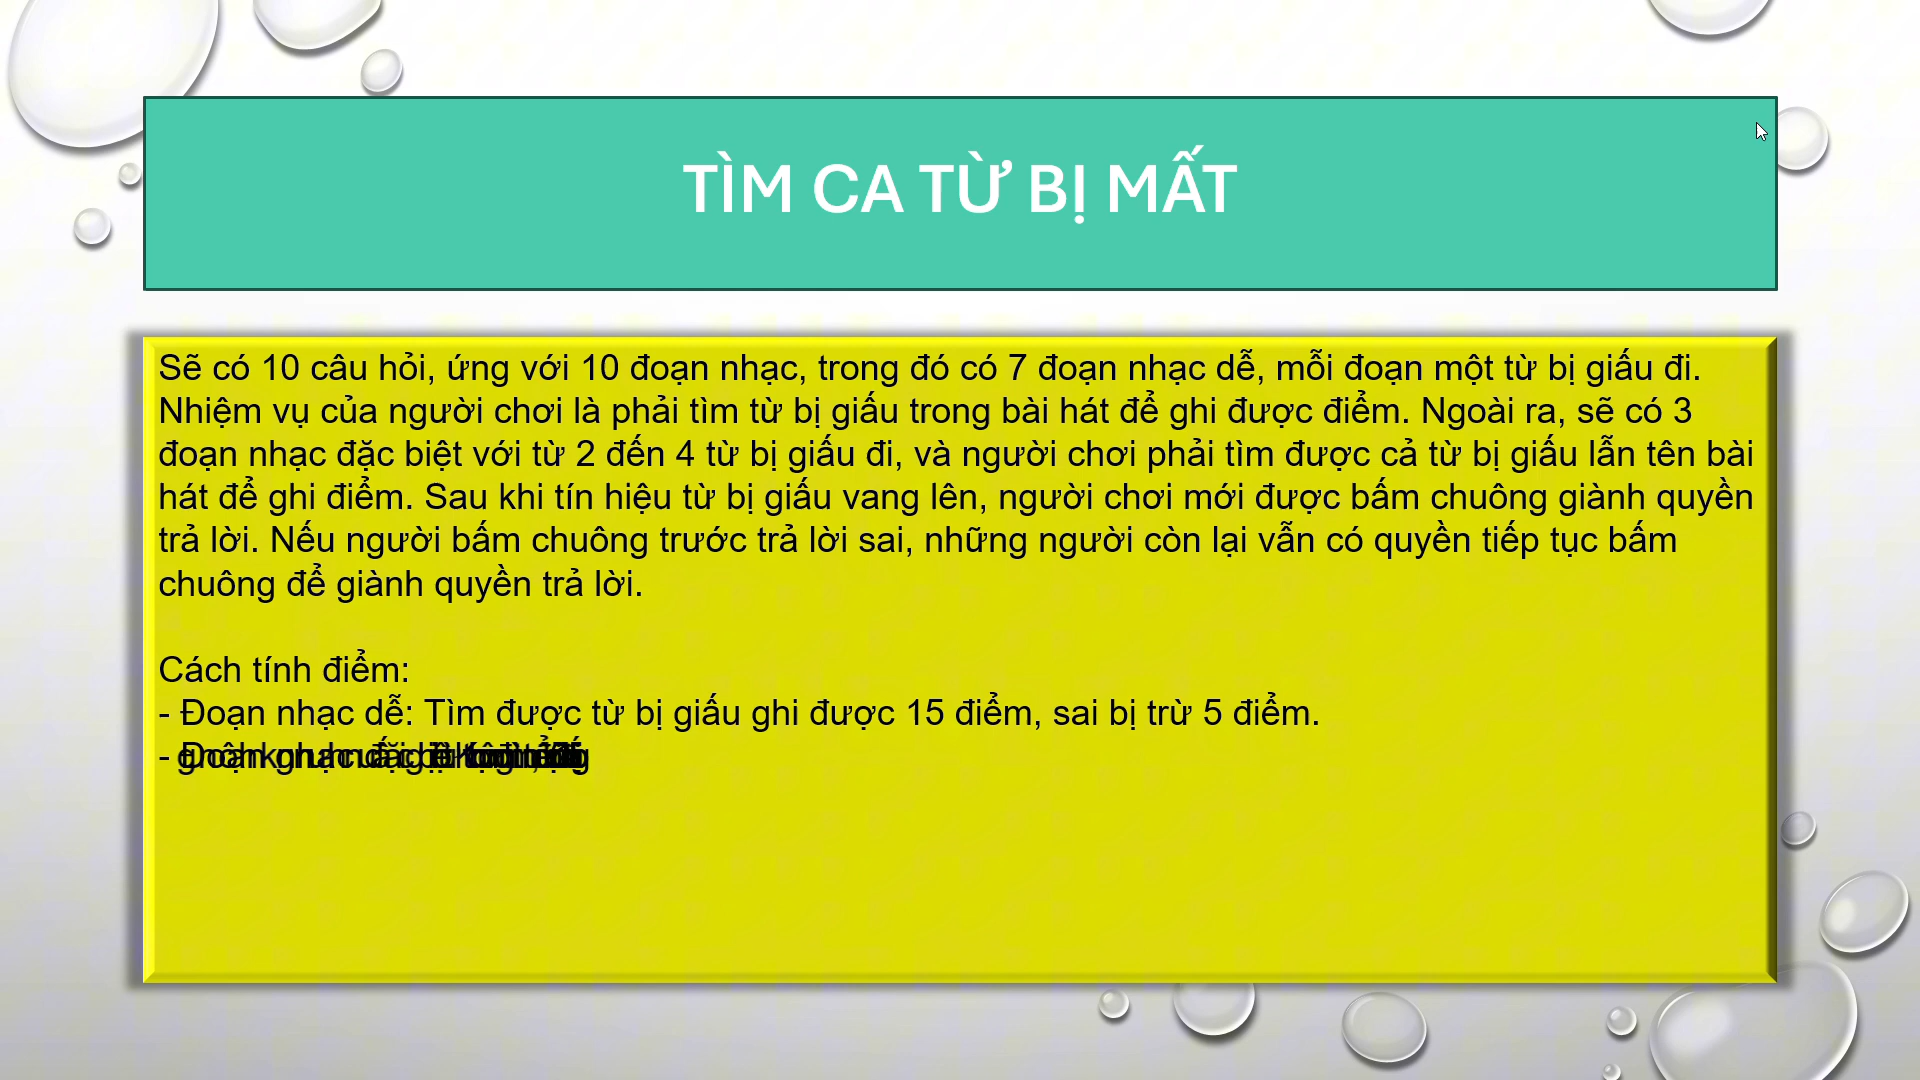 TÌM CA TỪ BỊ MẤT
Sẽ có 10 câu hỏi, ứng với 10 đoạn nhạc, trong đó có 7 đoạn nhạc dễ, mỗi đoạn một từ bị giấu đi.
Nhiệm vụ của người chơi là phải tìm từ bị giấu trong bài hát để ghi được điểm. Ngoài ra, sẽ có 3
đoạn nhạc đặc biệt với từ 2 đến 4 từ bị giấu đi, và người chơi phải tìm được cả từ bị giấu lẫn tên bài
hát để ghi điểm. Sau khi tín hiệu từ bị giấu vang lên, người chơi mới được bấm chuông giành quyền
trả lời. Nếu người bấm chuông trước trả lời sai, những người còn lại vẫn có quyền tiếp tục bấm
chuông để giành quyền trả lời.
Cách tính điểm:
- Đoạn nhạc dễ: Tìm được từ bị giấu ghi được 15 điểm, sai bị trừ 5 điểm.
-